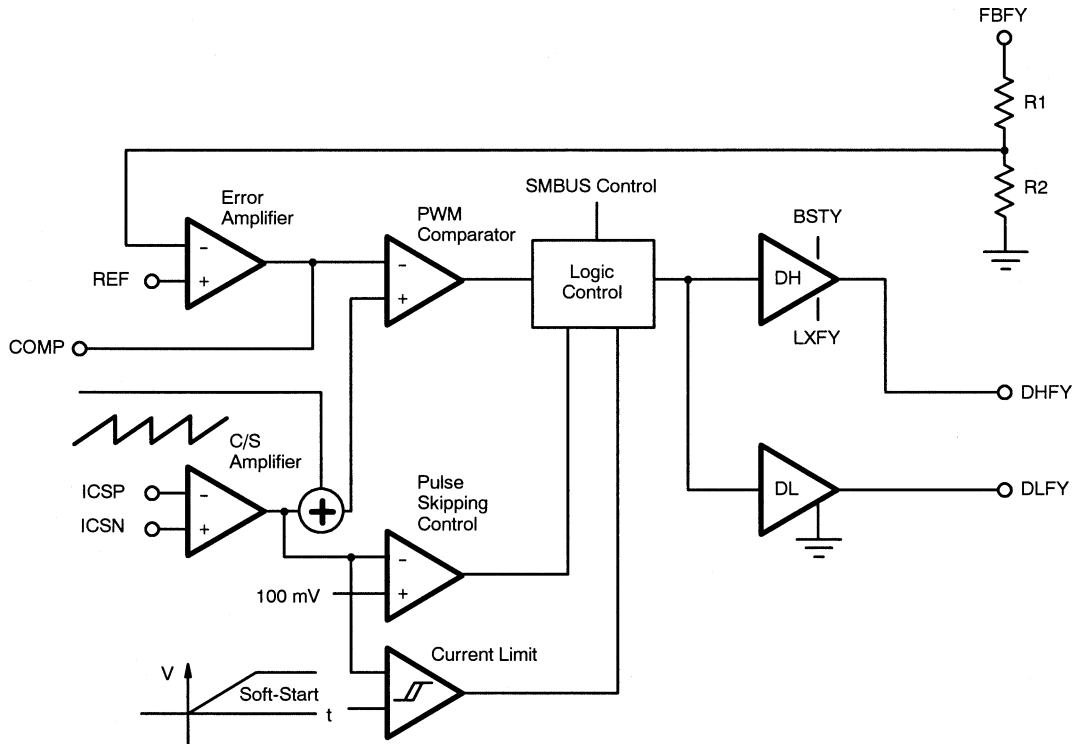 FBFY
R1
R2
SMBUS Control
Error
Amplifier
PWM
Comparator
BSTY
-
+
REF
-
+
Logic
Control
DH
LXFY
COMP
DHFY
C/S
Amplifier
ICSP
ICSN
-
+
+
Pulse
Skipping
Control
DL
DLFY
-
+
100 mV
Current Limit
V
Soft-Start
t